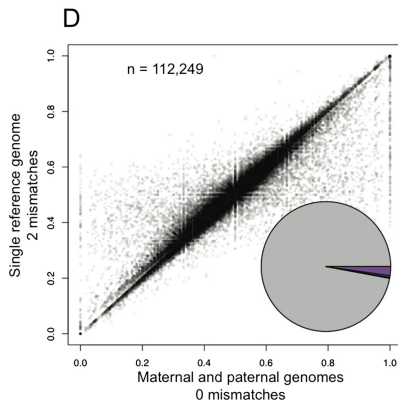 D
n = 112,249
Single reference genome
2 mismatches
1.0
0.8
0.6
0.4
0.2
0.0
0.0 0.2 0.4 0.6 0.8 1.0
Maternal and paternal genomes
0 mismatches